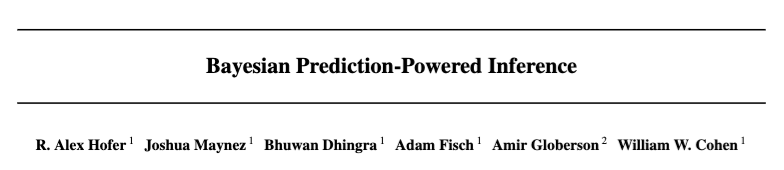 Bayesian Prediction-Powered Inference
R. Alex Hofer 1 Joshua Maynez 1 Bhuwan Dhingra 1 Adam Fisch 1 Amir Globerson 2 William W. Cohen 1